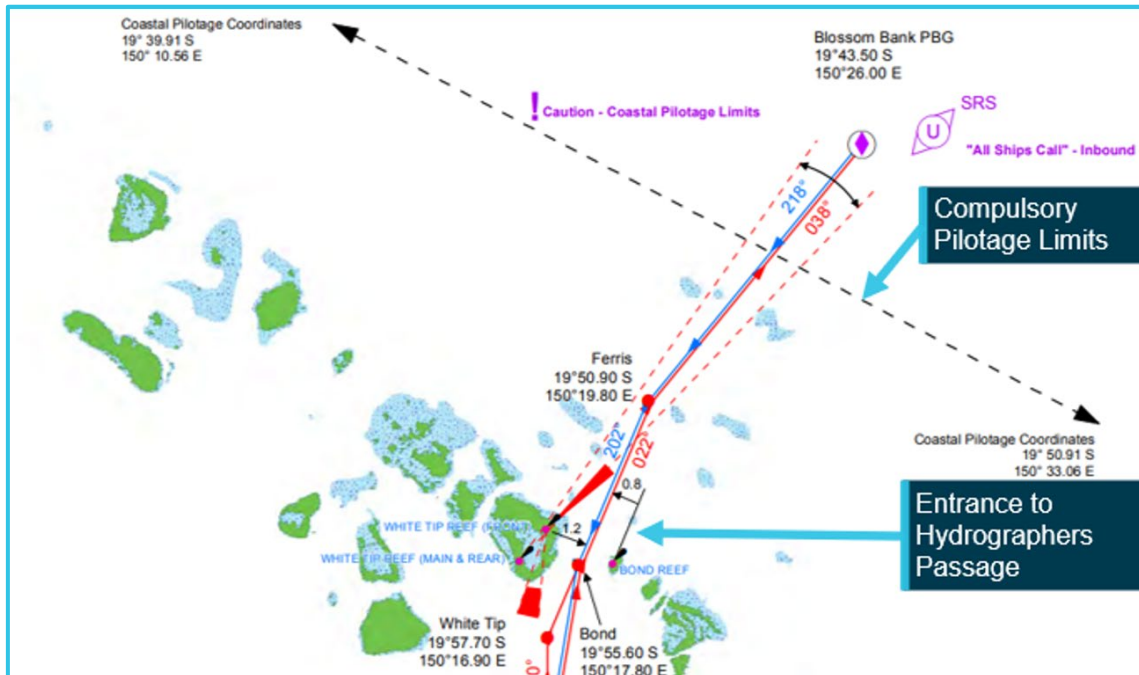 Coastal Pilotage Coordinates
19° 39.91 S
150° 10.56 E
Blossom Bank PBG
19°43.50 S
150°26.00 E
! Caution - Coastal Pilotage Limits
SRS
U
"All Ships Call" - Inbound
218°
038°
Compulsory
Pilotage Limits
Ferris
19°50.90 S
150°19.80 E
202°
022°
Coastal Pilotage Coordinates
19° 50.91 S
150° 33.06 E
0.8
WHITE TIP REEF (FRONT)
1.2
Entrance to
Hydrographers
Passage
WHITE TIP REEF (MAIN & REAR)
BOND REEF
White Tip
19°57.70 S
150°16.90 E
Bond
19°55.60 S
150°17.80 E